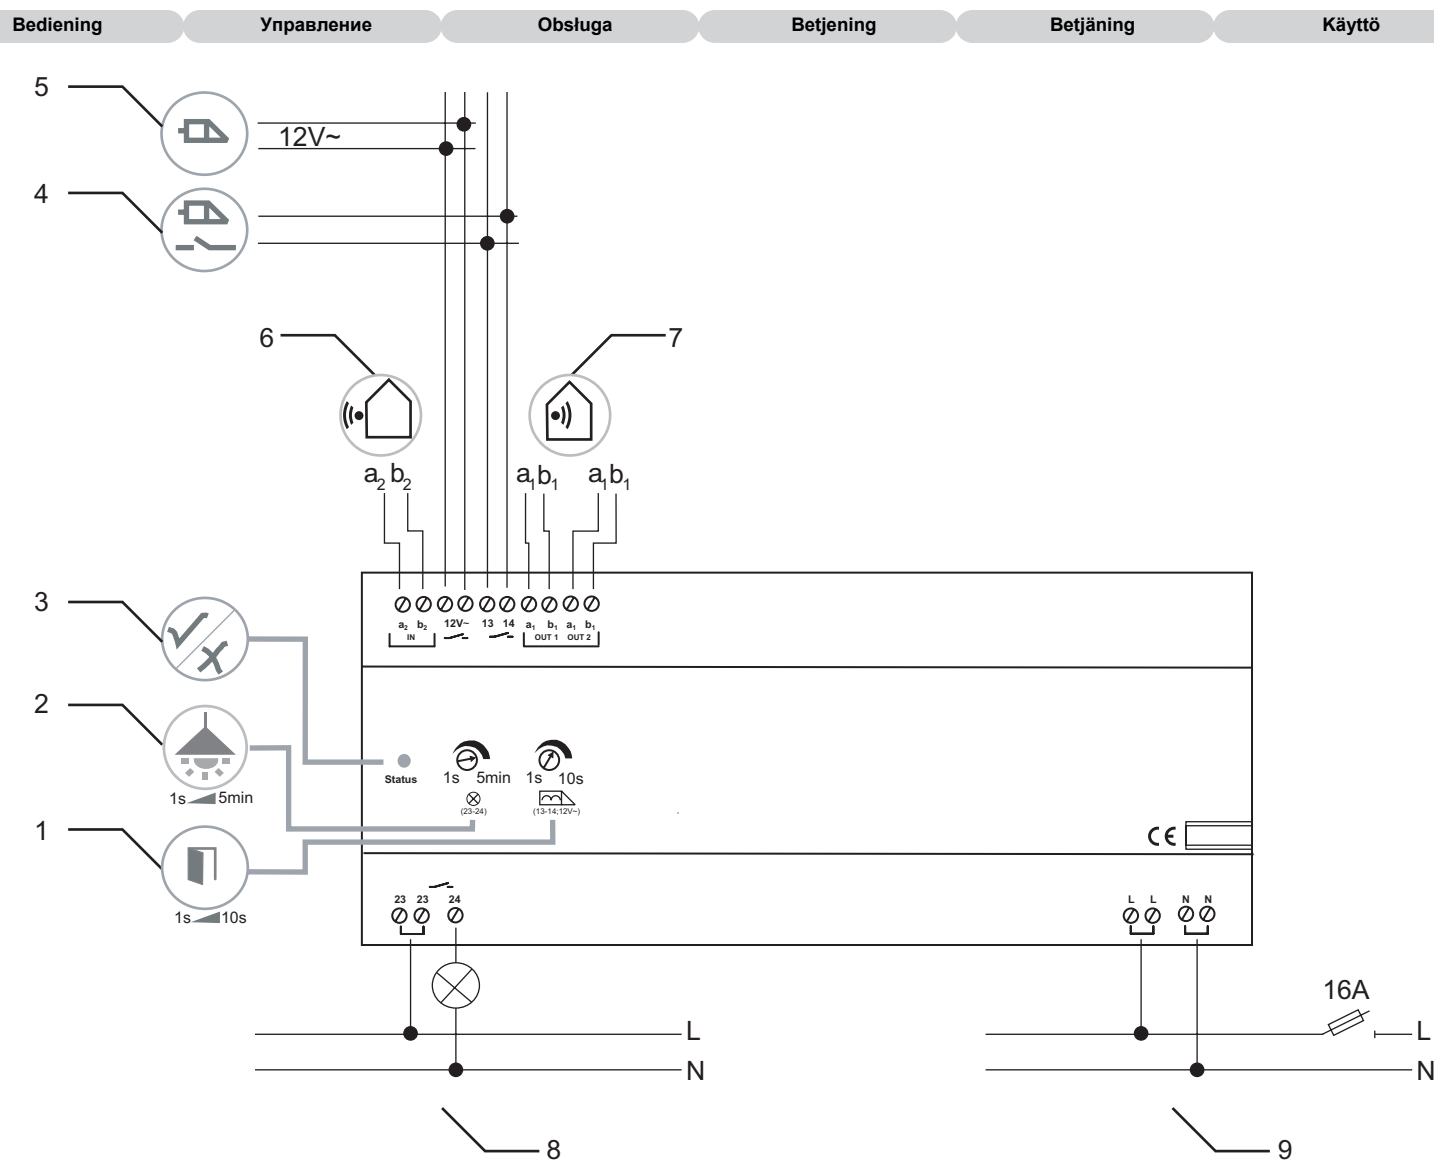 Bediening Управление Obsługa Betjening Betjäning Käyttö
5
12V~
4
6 7
a2 b2 a1 b1 a1 b1
3
a2 b2 12V~ 13 14 a1 b1 a1 b1
IN OUT 1 OUT 2
2
Status 1s 5min 1s 10s
1s 5min
(23-24) (13-14;12V~)
1
CE
1s 10s
23 23 24 L L N N
16A
L L
N N
8 9